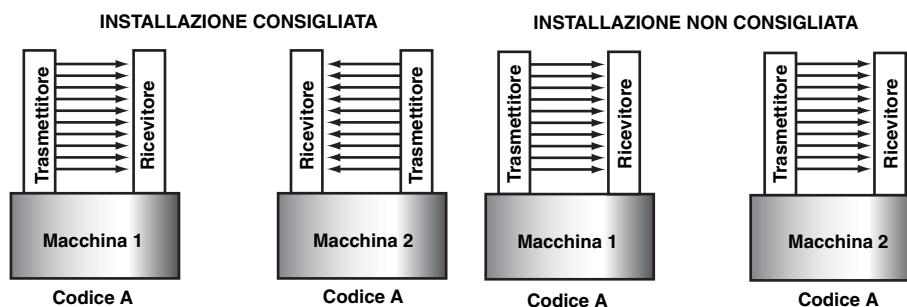 INSTALLAZIONE CONSIGLIATA
Trasmettitore
Ricevitore
Macchina 1
Codice A
Ricevitore
Trasmettitore
Macchina 2
Codice A
INSTALLAZIONE NON CONSIGLIATA
Trasmettitore
Ricevitore
Macchina 1
Codice A
Trasmettitore
Ricevitore
Macchina 2
Codice A